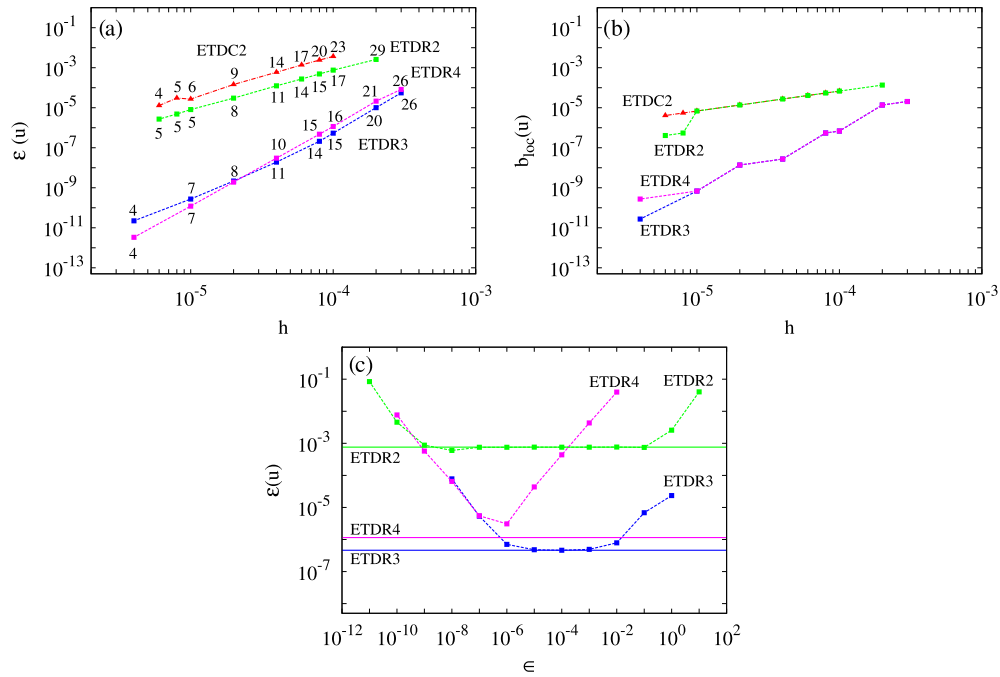 (a)
ETDC2
ETDR2
ETDR4
ETDR3
4
5
6
9
14
17
20
23
29
5
5
5
8
11
14
15
17
26
21
16
15
10
8
7
4
26
20
15
14
11
7
4
10^-1
10^-3
10^-5
10^-7
10^-9
10^-11
10^-13
ε (u)
10^-5
10^-4
10^-3
h
(b)
ETDC2
ETDR2
ETDR4
ETDR3
10^-1
10^-3
10^-5
10^-7
10^-9
10^-11
10^-13
b_loc(u)
10^-5
10^-4
10^-3
h
(c)
ETDR4
ETDR2
ETDR2
ETDR3
ETDR4
ETDR3
10^-1
10^-3
10^-5
10^-7
ε(u)
10^-12
10^-10
10^-8
10^-6
10^-4
10^-2
10^0
10^2
∈